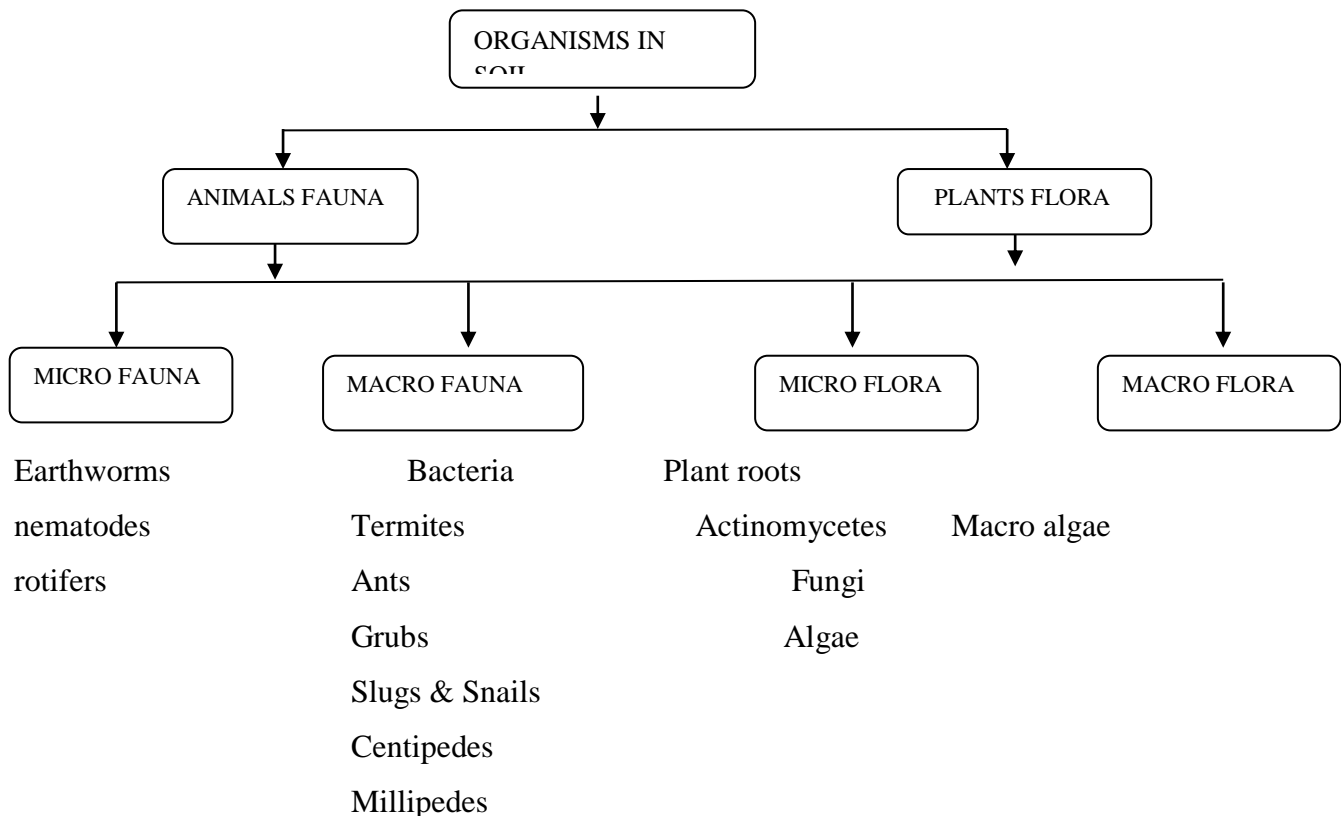 ORGANISMS IN
SOIL
ANIMALS FAUNA
PLANTS FLORA
MICRO FAUNA
MACRO FAUNA
MICRO FLORA
MACRO FLORA
Earthworms Bacteria Plant roots
nematodes Termites Actinomycetes Macro algae
rotifers Ants Fungi
Grubs Algae
Slugs & Snails
Centipedes
Millipedes